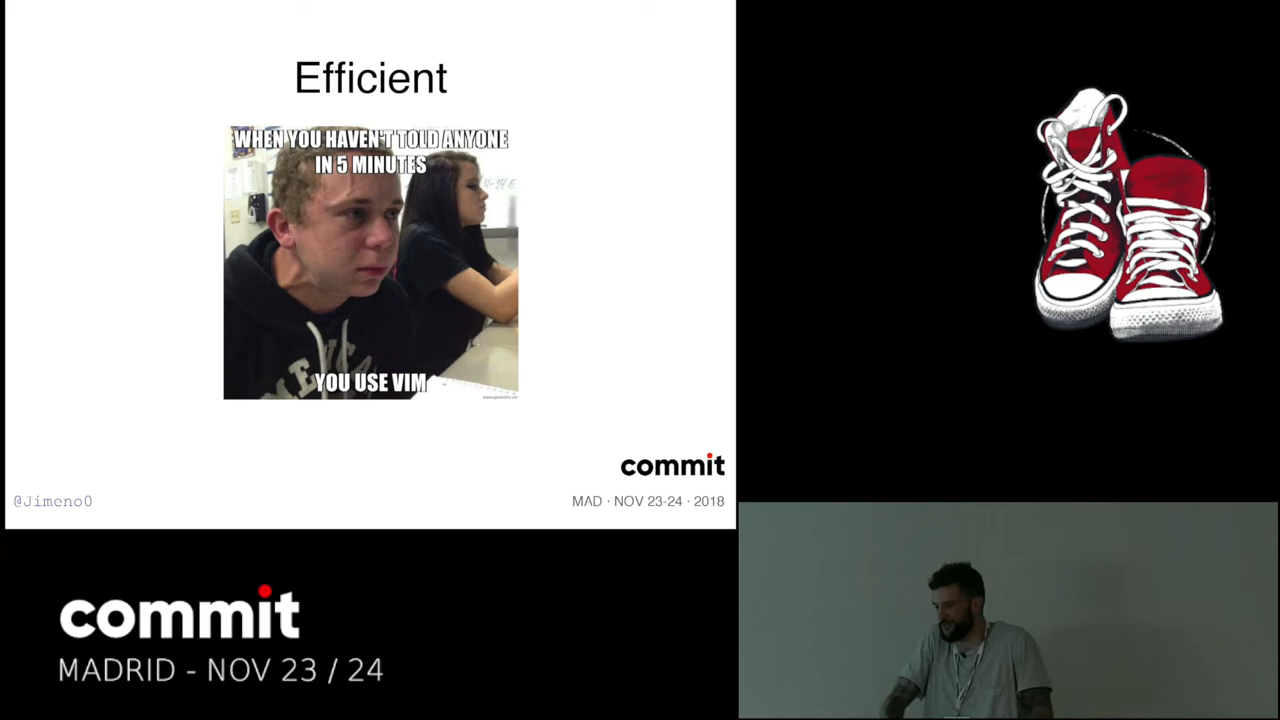 Efficient
WHEN YOU HAVEN'T TOLD ANYONE
IN 5 MINUTES
YOU USE VIM
commit
@Jimeno0
MAD · NOV 23-24 · 2018
commit
MADRID - NOV 23 / 24